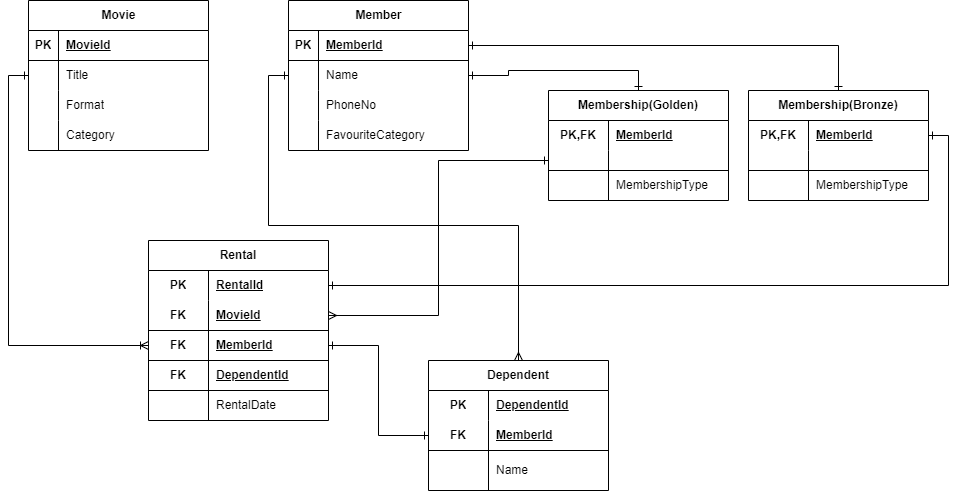 Movie
PK MovieId
Title
Format
Category
Member
PK MemberId
Name
PhoneNo
FavouriteCategory
Membership(Golden)
PK,FK MemberId
MembershipType
Membership(Bronze)
PK,FK MemberId
MembershipType
Rental
PK RentalId
FK MovieId
FK MemberId
FK DependentId
RentalDate
Dependent
PK DependentId
FK MemberId
Name